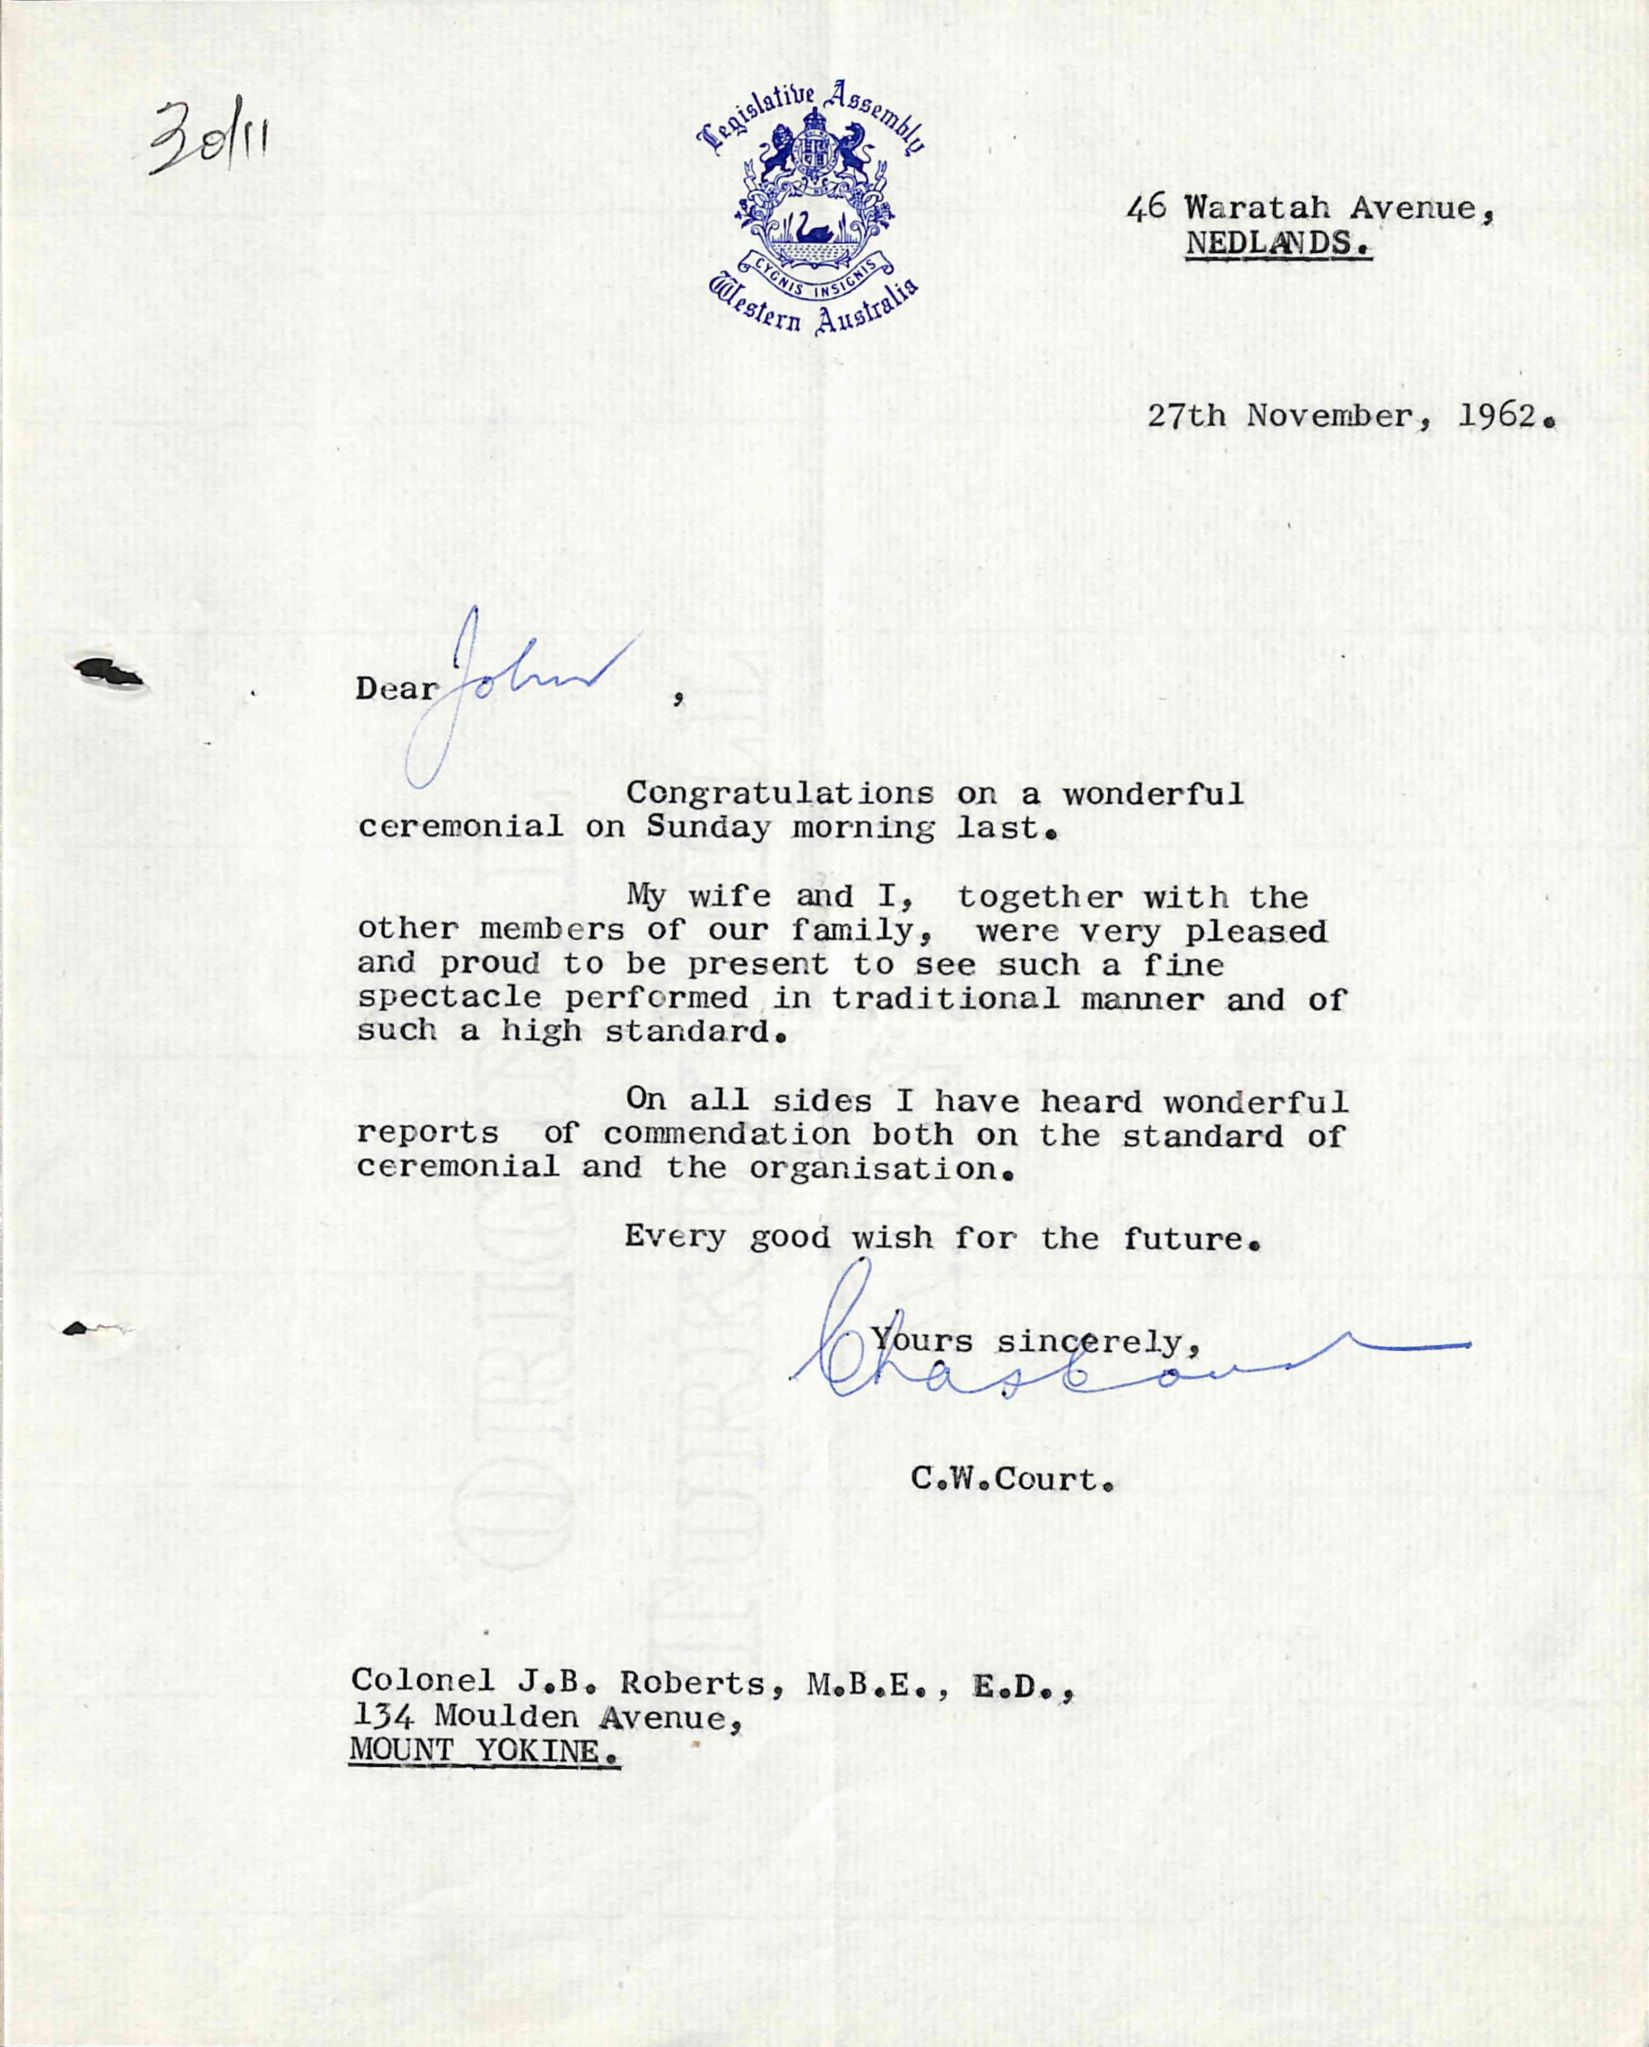 30/11
Legislative Assembly
CYGNIS INSIGNIS
Western Australia
46 Waratah Avenue,
NEDLANDS.
27th November, 1962.
Dear John ,
Congratulations on a wonderful
ceremonial on Sunday morning last.
My wife and I, together with the
other members of our family, were very pleased
and proud to be present to see such a fine
spectacle performed in traditional manner and of
such a high standard.
On all sides I have heard wonderful
reports of commendation both on the standard of
ceremonial and the organisation.
Every good wish for the future.
Yours sincerely,
Chas Court
C.W.Court.
Colonel J.B. Roberts, M.B.E., E.D.,
134 Moulden Avenue,
MOUNT YOKINE.